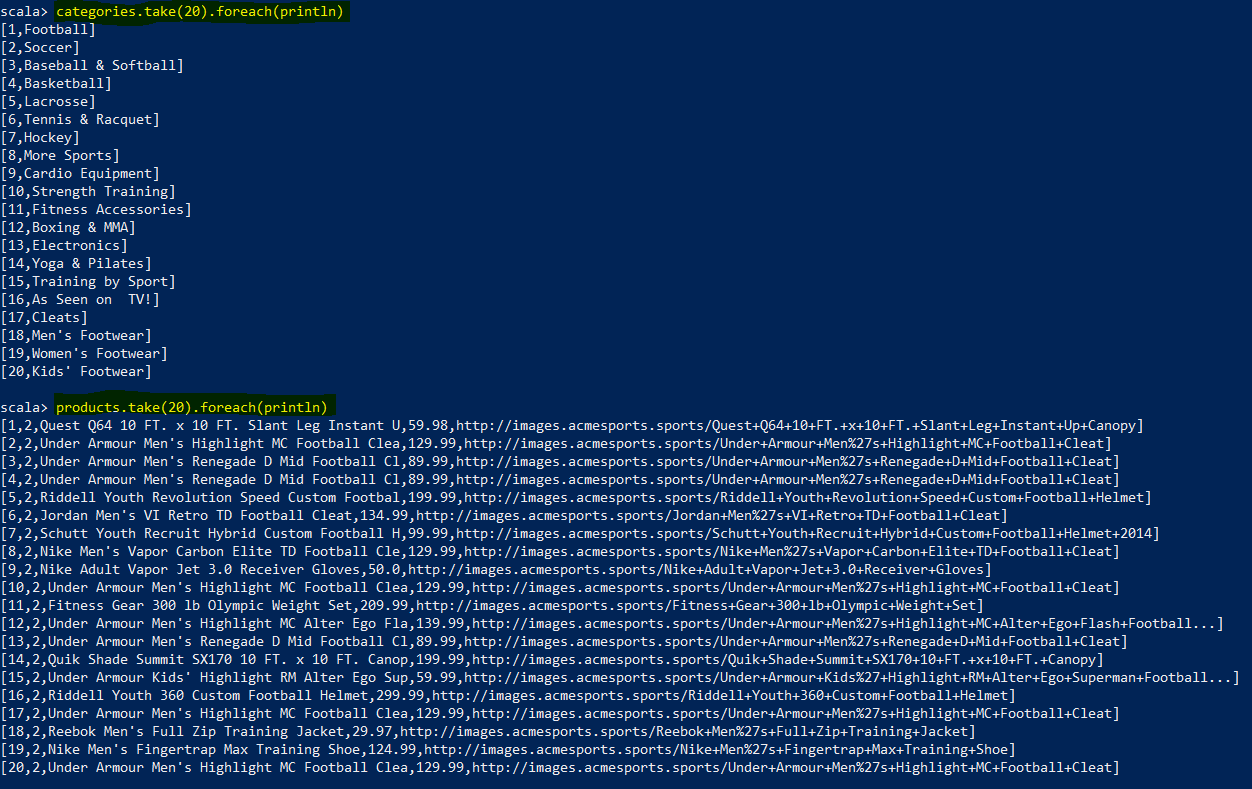 scala> categories.take(20).foreach(println)
[1,Football]
[2,Soccer]
[3,Baseball & Softball]
[4,Basketball]
[5,Lacrosse]
[6,Tennis & Racquet]
[7,Hockey]
[8,More Sports]
[9,Cardio Equipment]
[10,Strength Training]
[11,Fitness Accessories]
[12,Boxing & MMA]
[13,Electronics]
[14,Yoga & Pilates]
[15,Training by Sport]
[16,As Seen on  TV!]
[17,Cleats]
[18,Men's Footwear]
[19,Women's Footwear]
[20,Kids' Footwear]
scala> products.take(20).foreach(println)
[1,2,Quest Q64 10 FT. x 10 FT. Slant Leg Instant U,59.98,http://images.acmesports.sports/Quest+Q64+10+FT.+x+10+FT.+Slant+Leg+Instant+Up+Canopy]
[2,2,Under Armour Men's Highlight MC Football Clea,129.99,http://images.acmesports.sports/Under+Armour+Men%27s+Highlight+MC+Football+Cleat]
[3,2,Under Armour Men's Renegade D Mid Football Cl,89.99,http://images.acmesports.sports/Under+Armour+Men%27s+Renegade+D+Mid+Football+Cleat]
[4,2,Under Armour Men's Renegade D Mid Football Cl,89.99,http://images.acmesports.sports/Under+Armour+Men%27s+Renegade+D+Mid+Football+Cleat]
[5,2,Riddell Youth Revolution Speed Custom Footbal,199.99,http://images.acmesports.sports/Riddell+Youth+Revolution+Speed+Custom+Football+Helmet]
[6,2,Jordan Men's VI Retro TD Football Cleat,134.99,http://images.acmesports.sports/Jordan+Men%27s+VI+Retro+TD+Football+Cleat]
[7,2,Schutt Youth Recruit Hybrid Custom Football H,99.99,http://images.acmesports.sports/Schutt+Youth+Recruit+Hybrid+Custom+Football+Helmet+2014]
[8,2,Nike Men's Vapor Carbon Elite TD Football Cle,129.99,http://images.acmesports.sports/Nike+Men%27s+Vapor+Carbon+Elite+TD+Football+Cleat]
[9,2,Nike Adult Vapor Jet 3.0 Receiver Gloves,50.0,http://images.acmesports.sports/Nike+Adult+Vapor+Jet+3.0+Receiver+Gloves]
[10,2,Under Armour Men's Highlight MC Football Clea,129.99,http://images.acmesports.sports/Under+Armour+Men%27s+Highlight+MC+Football+Cleat]
[11,2,Fitness Gear 300 lb Olympic Weight Set,209.99,http://images.acmesports.sports/Fitness+Gear+300+lb+Olympic+Weight+Set]
[12,2,Under Armour Men's Highlight MC Alter Ego Fla,139.99,http://images.acmesports.sports/Under+Armour+Men%27s+Highlight+MC+Alter+Ego+Flash+Football...]
[13,2,Under Armour Men's Renegade D Mid Football Cl,89.99,http://images.acmesports.sports/Under+Armour+Men%27s+Renegade+D+Mid+Football+Cleat]
[14,2,Quik Shade Summit SX170 10 FT. x 10 FT. Canop,199.99,http://images.acmesports.sports/Quik+Shade+Summit+SX170+10+FT.+x+10+FT.+Canopy]
[15,2,Under Armour Kids' Highlight RM Alter Ego Sup,59.99,http://images.acmesports.sports/Under+Armour+Kids%27+Highlight+RM+Alter+Ego+Superman+Football...]
[16,2,Riddell Youth 360 Custom Football Helmet,299.99,http://images.acmesports.sports/Riddell+Youth+360+Custom+Football+Helmet]
[17,2,Under Armour Men's Highlight MC Football Clea,129.99,http://images.acmesports.sports/Under+Armour+Men%27s+Highlight+MC+Football+Cleat]
[18,2,Reebok Men's Full Zip Training Jacket,29.97,http://images.acmesports.sports/Reebok+Men%27s+Full+Zip+Training+Jacket]
[19,2,Nike Men's Fingertrap Max Training Shoe,124.99,http://images.acmesports.sports/Nike+Men%27s+Fingertrap+Max+Training+Shoe]
[20,2,Under Armour Men's Highlight MC Football Clea,129.99,http://images.acmesports.sports/Under+Armour+Men%27s+Highlight+MC+Football+Cleat]